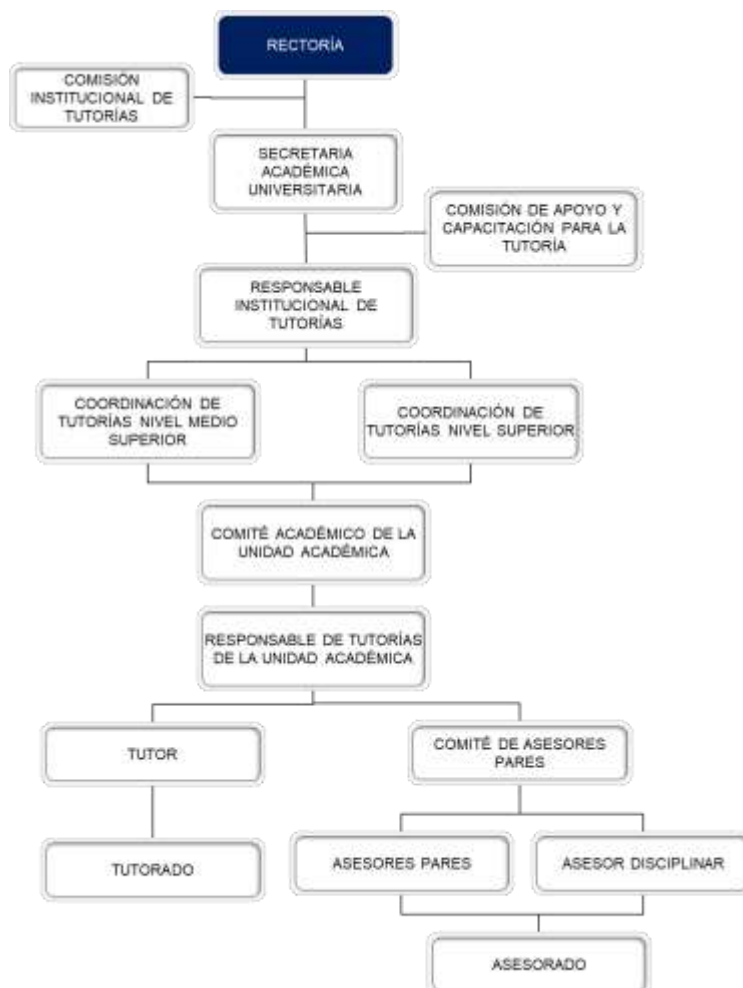 RECTORÍA
COMISIÓN
INSTITUCIONAL DE
TUTORÍAS
SECRETARIA
ACADÉMICA
UNIVERSITARIA
COMISIÓN DE APOYO Y
CAPACITACIÓN PARA LA
TUTORÍA
RESPONSABLE
INSTITUCIONAL DE
TUTORÍAS
COORDINACIÓN DE
TUTORÍAS NIVEL MEDIO
SUPERIOR
COORDINACIÓN DE
TUTORÍAS NIVEL SUPERIOR
COMITÉ ACADÉMICO DE LA
UNIDAD ACADÉMICA
RESPONSABLE DE TUTORÍAS
DE LA UNIDAD ACADÉMICA
TUTOR
COMITÉ DE ASESORES
PARES
TUTORADO
ASESORES PARES
ASESOR DISCIPLINAR
ASESORADO